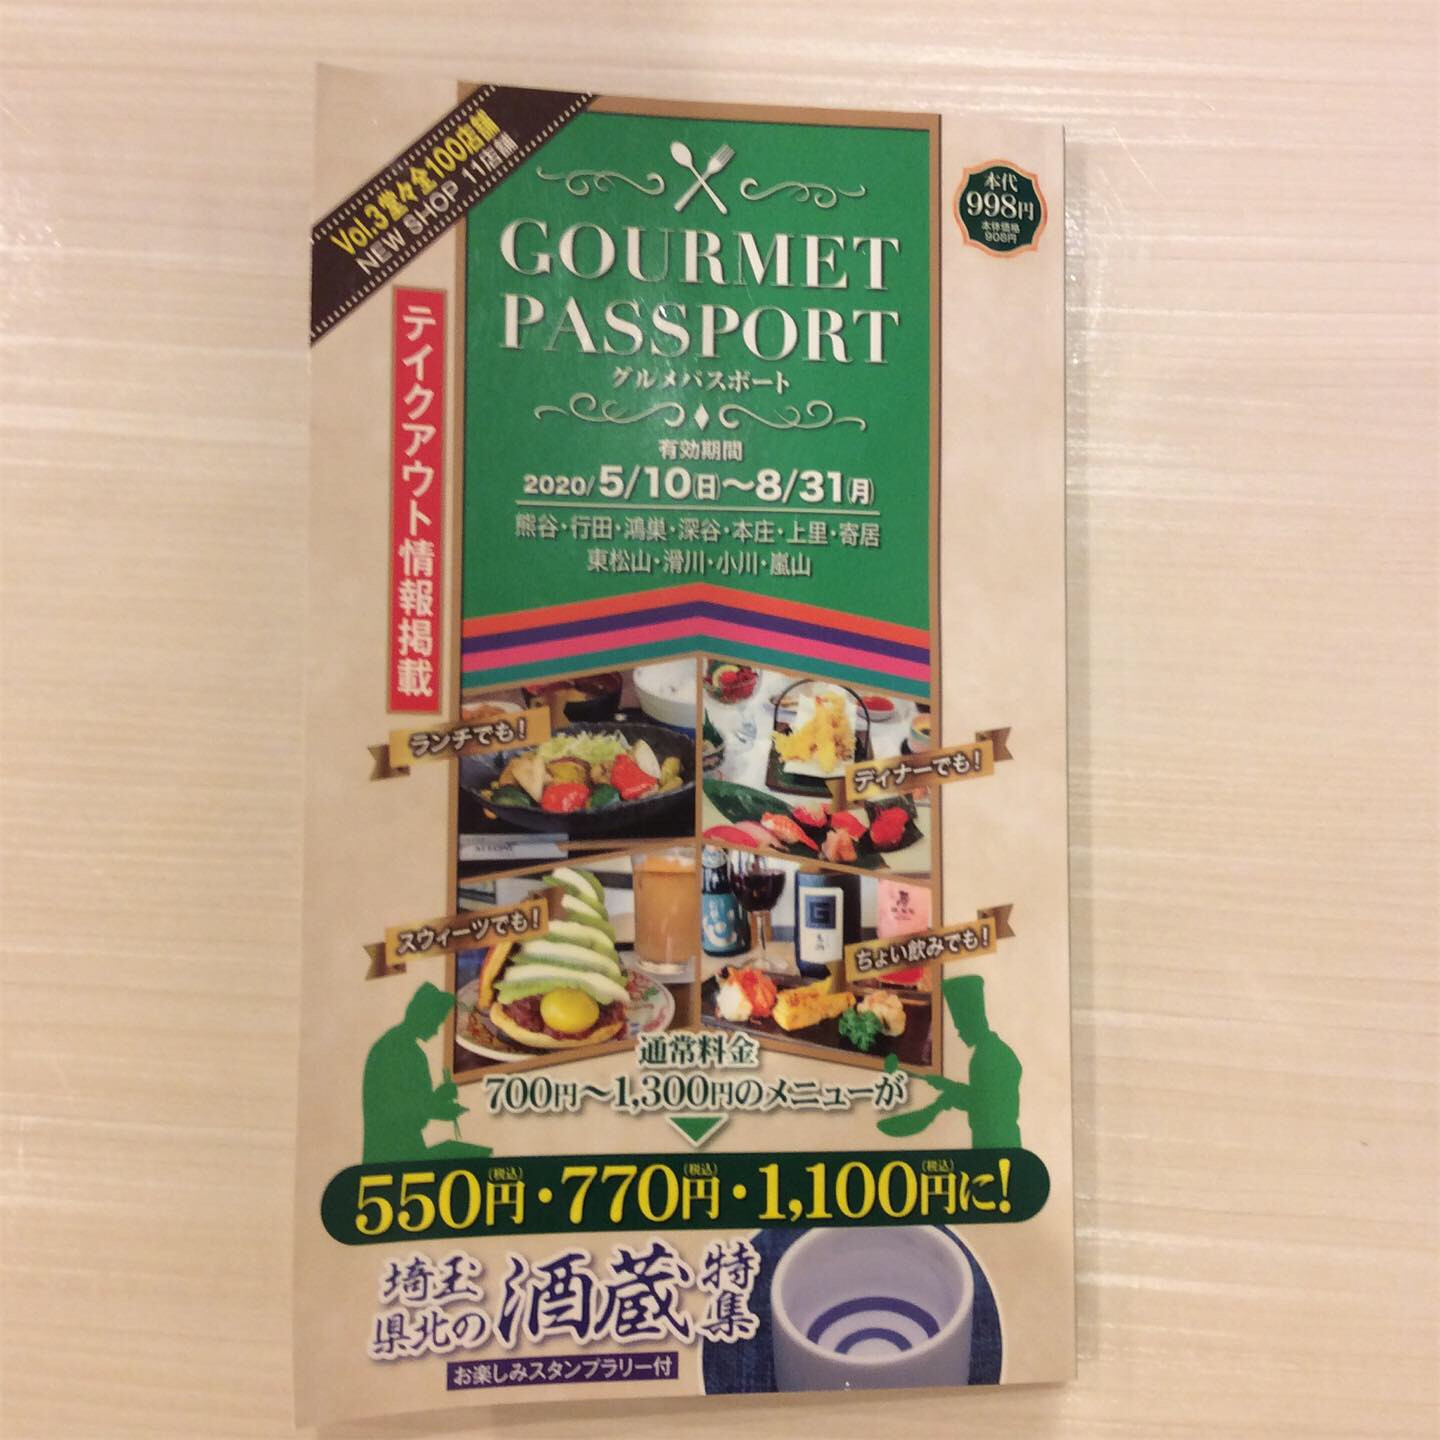 Vol.3 堂々全100店舗
NEW SHOP 11店舗
本代
998円
本体価格
908円
GOURMET
PASSPORT
グルメパスポート
有効期間
2020/5/10(日)～8/31(月)
熊谷・行田・鴻巣・深谷・本庄・上里・寄居
東松山・滑川・小川・嵐山
テイクアウト情報掲載
ランチでも！
ディナーでも！
スウィーツでも！
ちょい飲みでも！
通常料金
700円～1,300円のメニューが
550円(税込)・770円(税込)・1,100円(税込)に！
埼玉県北の酒蔵特集
お楽しみスタンプラリー付